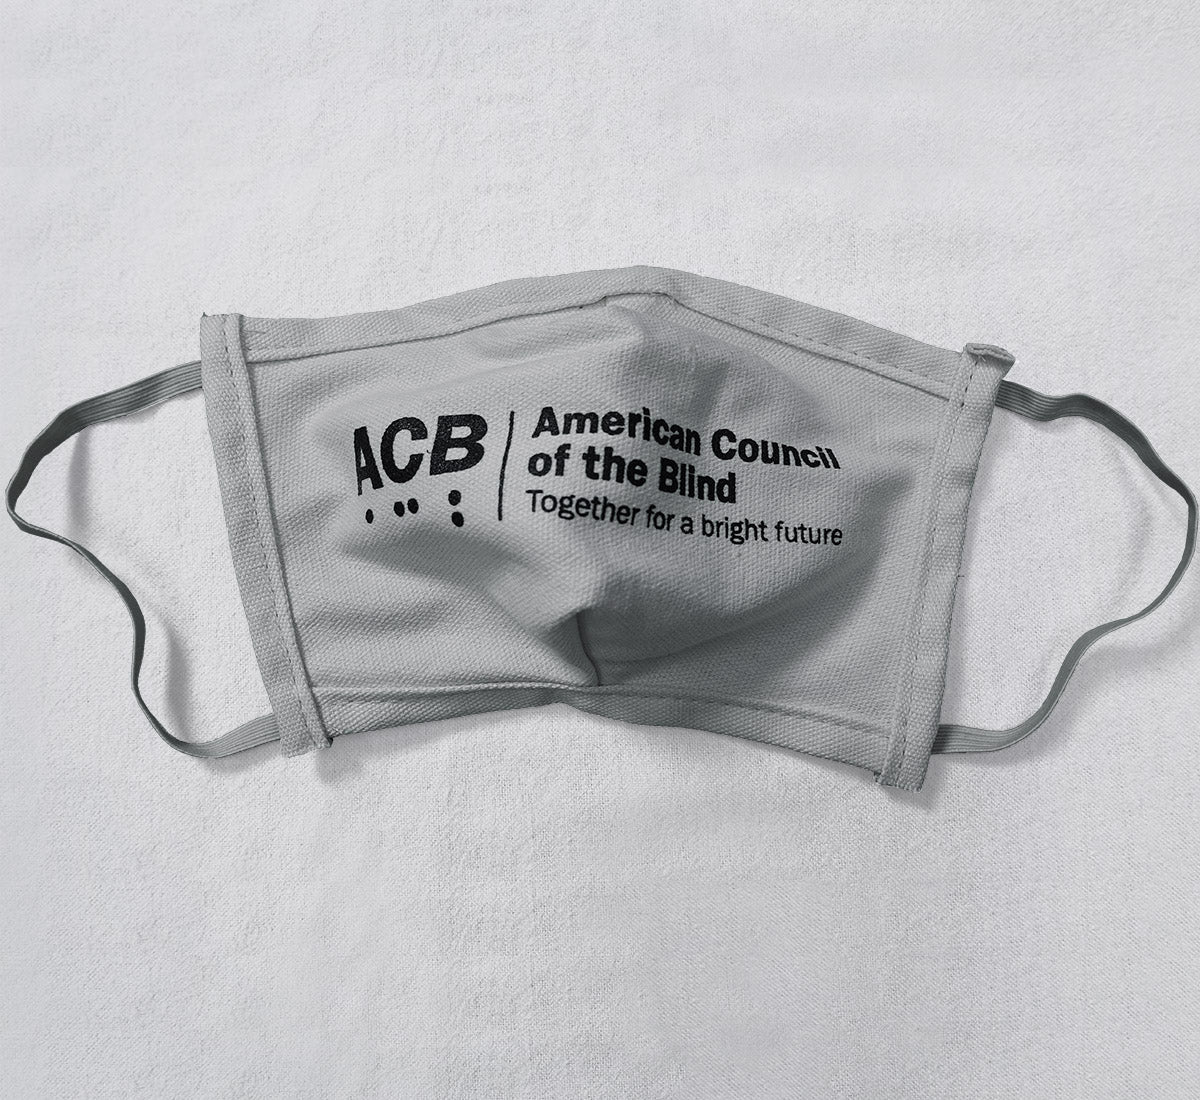 ACB
⠁⠉⠃
American Council
of the Blind
Together for a bright future